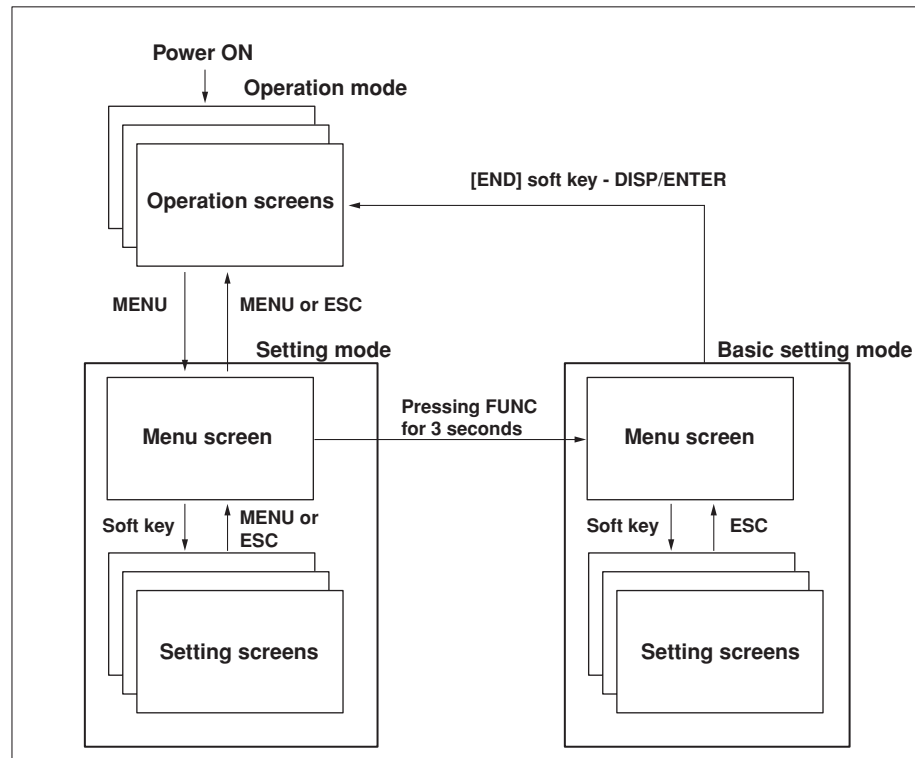 Power ON
Operation mode
Operation screens
[END] soft key - DISP/ENTER
MENU
MENU or ESC
Setting mode
Basic setting mode
Menu screen
Pressing FUNC
for 3 seconds
Menu screen
Soft key
MENU or
ESC
Soft key
ESC
Setting screens
Setting screens